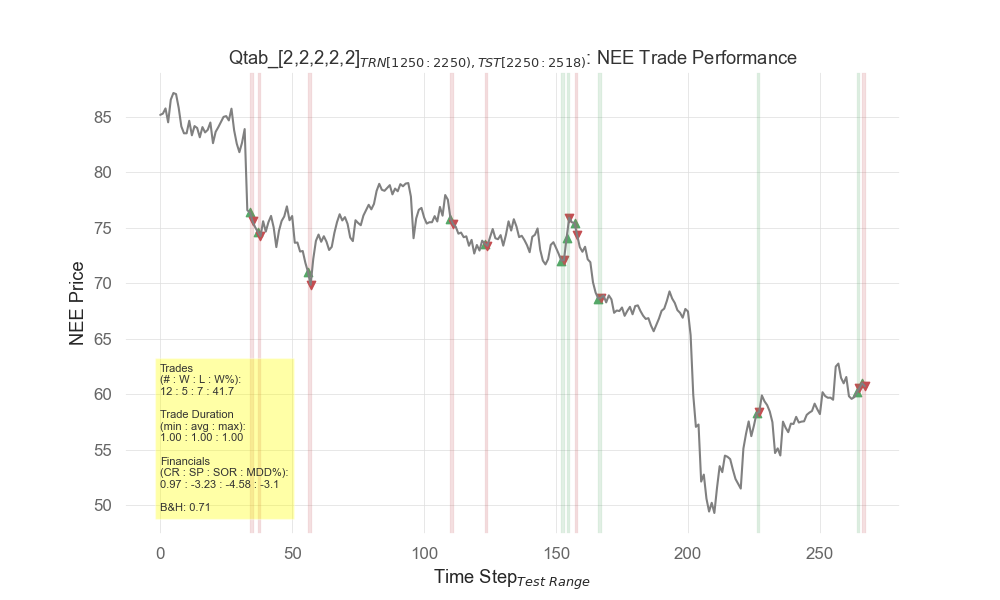 Qtab_[2,2,2,2,2]TRN[1250:2250),TST[2250:2518): NEE Trade Performance
85
80
75
70
65
60
55
50
NEE Price
Trades
(# : W : L : W%):
12 : 5 : 7 : 41.7
Trade Duration
(min : avg : max):
1.00 : 1.00 : 1.00
Financials
(CR : SP : SOR : MDD%):
0.97 : -3.23 : -4.58 : -3.1
B&H: 0.71
0 50 100 150 200 250
Time StepTest Range